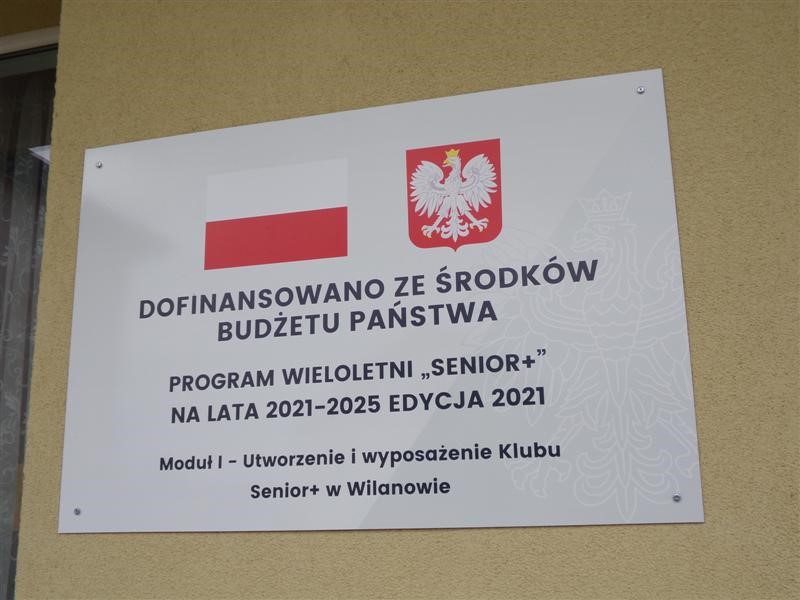 DOFINANSOWANO ZE ŚRODKÓW
BUDŻETU PAŃSTWA
PROGRAM WIELOLETNI „SENIOR+”
NA LATA 2021-2025 EDYCJA 2021
Moduł I - Utworzenie i wyposażenie Klubu
Senior+ w Wilanowie